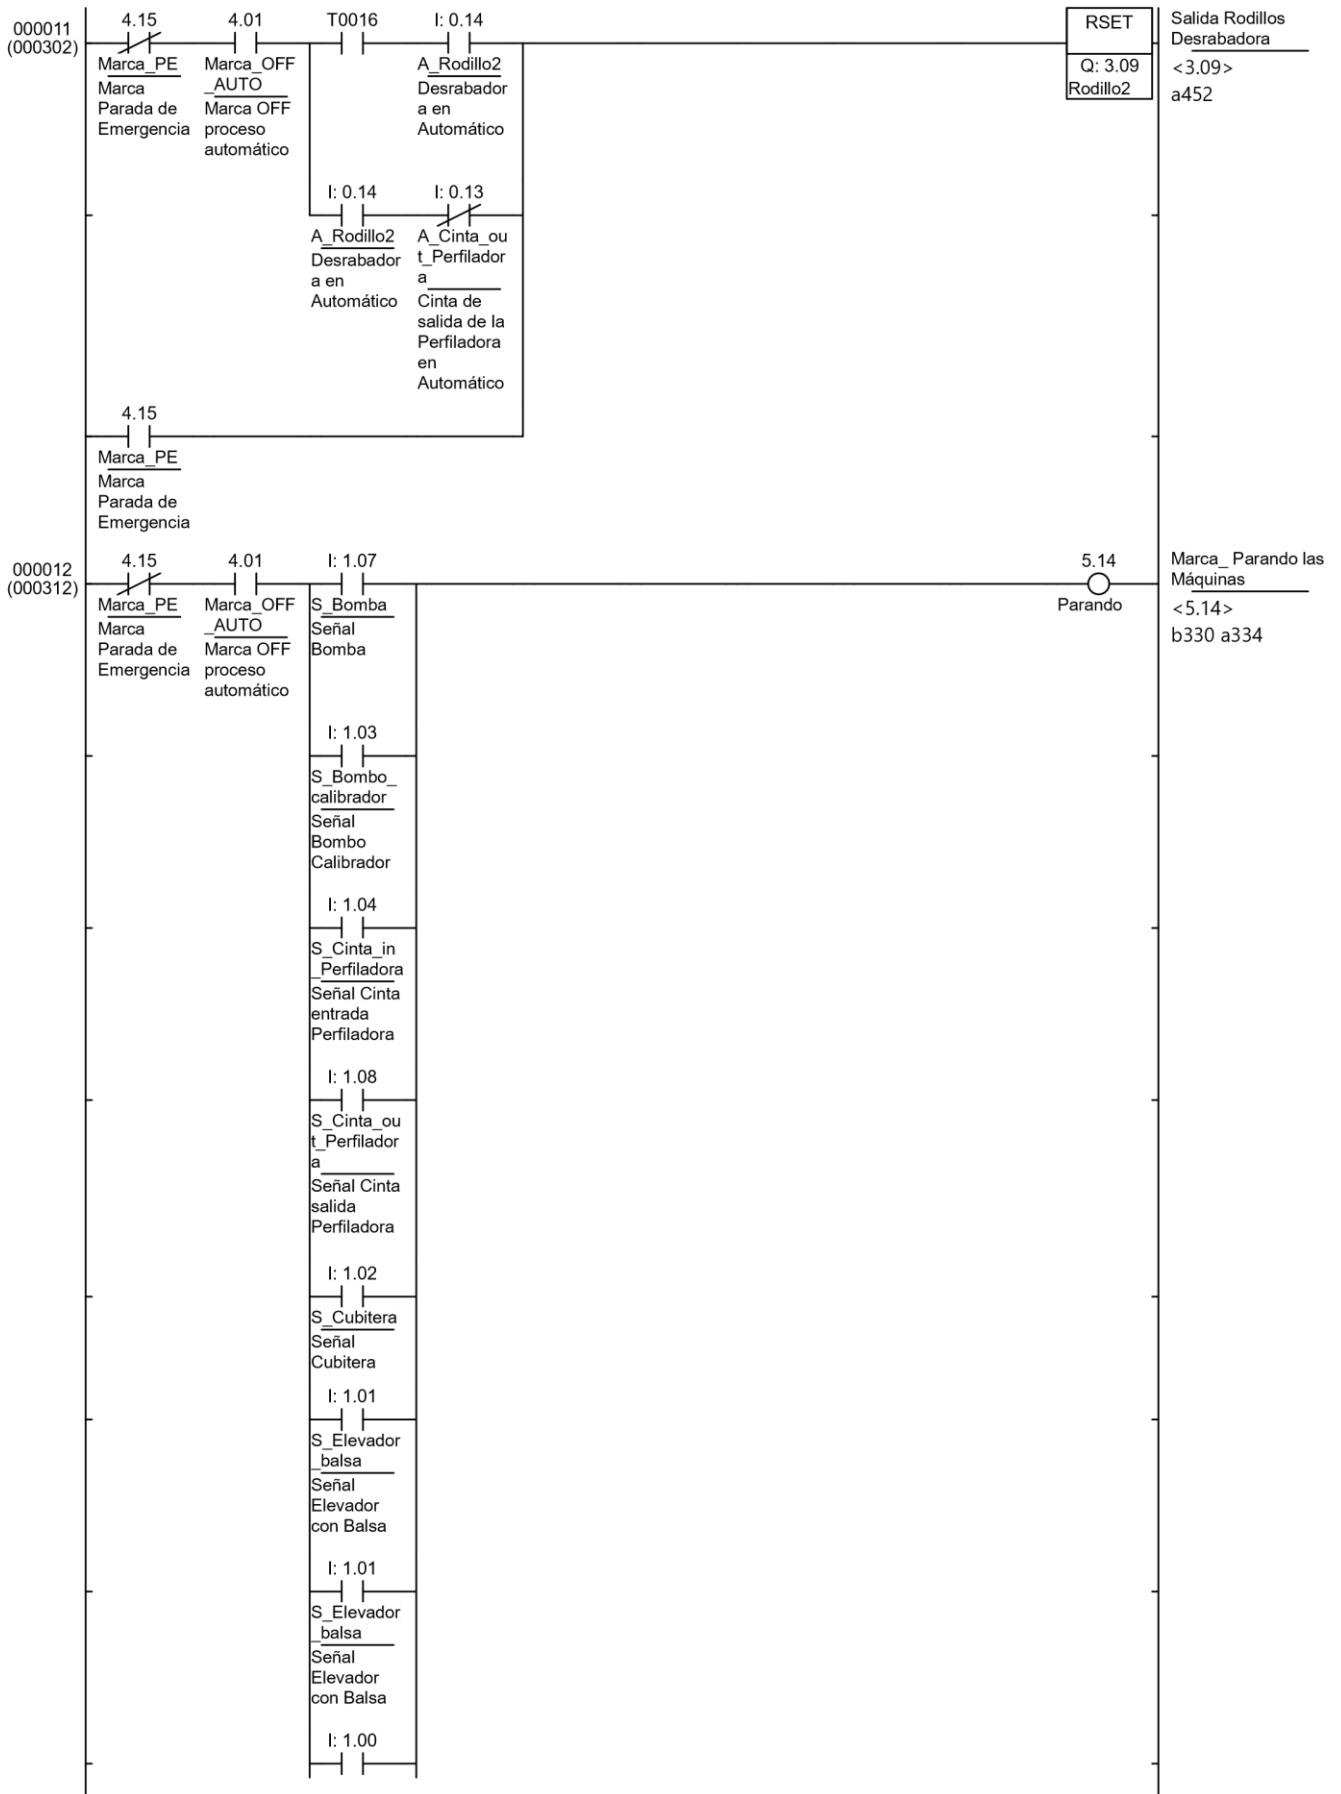 000011
(000302)
4.15
4.01
T0016
I: 0.14
RSET
Salida Rodillos
Desrabadora
Marca_PE
Marca
Parada de
Emergencia
Marca_OFF
_AUTO
Marca OFF
proceso
automático
A_Rodillo2
Desrabador
a en
Automático
Q: 3.09
Rodillo2
<3.09>
a452
I: 0.14
I: 0.13
A_Rodillo2
Desrabador
a en
Automático
A_Cinta_ou
t_Perfilador
a
Cinta de
salida de la
Perfiladora
en
Automático
4.15
Marca_PE
Marca
Parada de
Emergencia
000012
(000312)
4.15
4.01
I: 1.07
5.14
Marca_ Parando las
Máquinas
Marca_PE
Marca
Parada de
Emergencia
Marca_OFF
_AUTO
Marca OFF
proceso
automático
S_Bomba
Señal
Bomba
Parando
<5.14>
b330 a334
I: 1.03
S_Bombo_
calibrador
Señal
Bombo
Calibrador
I: 1.04
S_Cinta_in
_Perfiladora
Señal Cinta
entrada
Perfiladora
I: 1.08
S_Cinta_ou
t_Perfilador
a
Señal Cinta
salida
Perfiladora
I: 1.02
S_Cubitera
Señal
Cubitera
I: 1.01
S_Elevador
_balsa
Señal
Elevador
con Balsa
I: 1.01
S_Elevador
_balsa
Señal
Elevador
con Balsa
I: 1.00